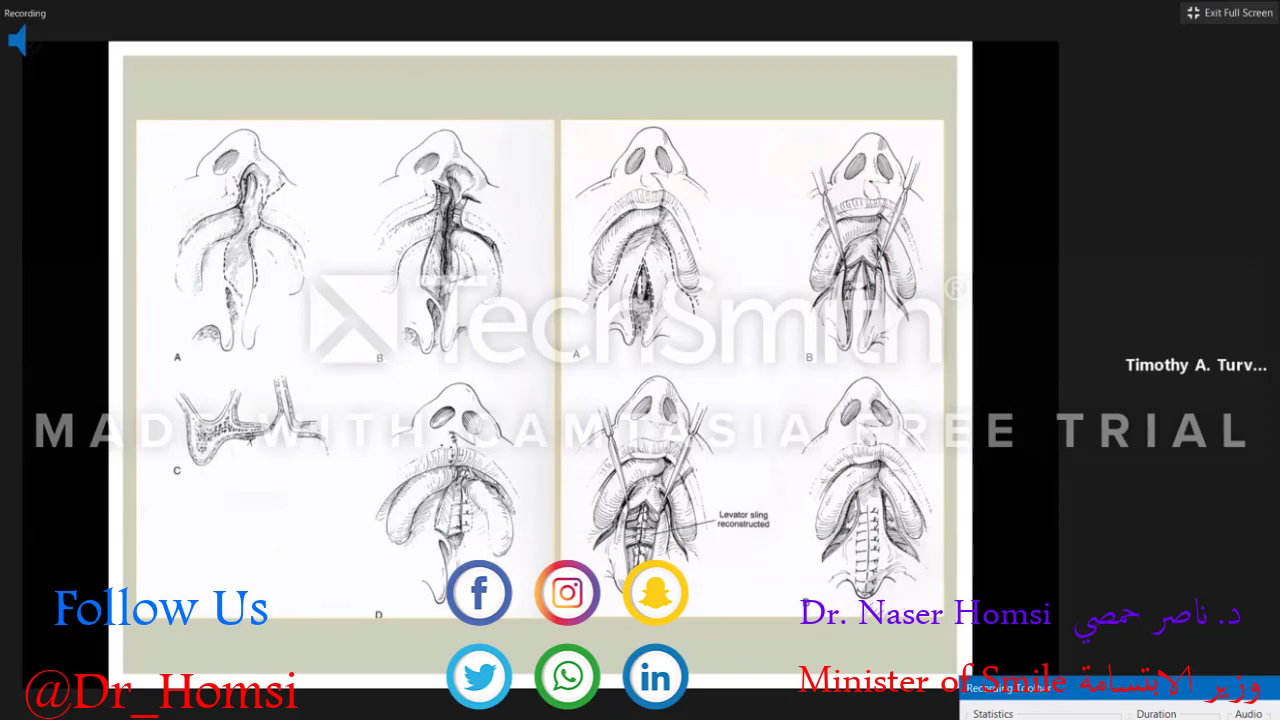 Recording
Exit Full Screen
A
B
A
B
TechSmith®
Timothy A. Turv...
MADE WITH CAMTASIA FREE TRIAL
C
Levator sling
reconstructed
D
Follow Us
@Dr_Homsi
Dr. Naser Homsi د. ناصر حمصي
Minister of Smile وزير الابتسامة
Recording Toolbar
Statistics
Duration
Audio